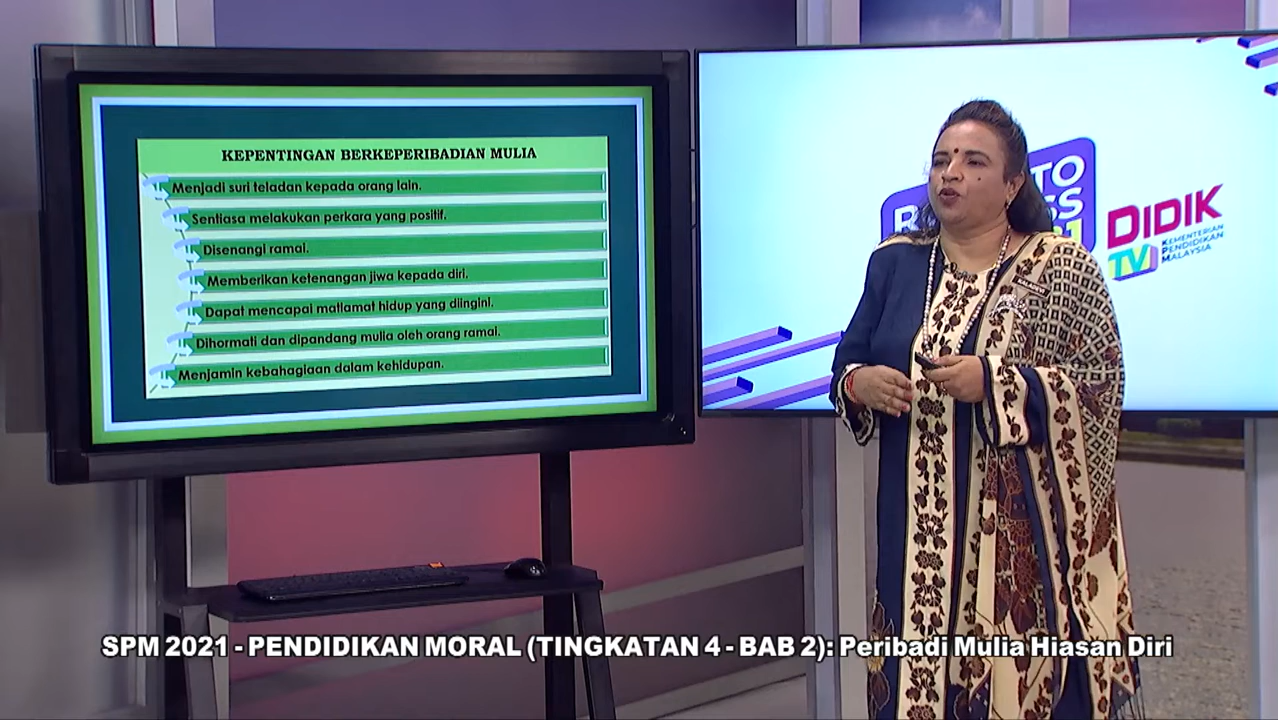 KEPENTINGAN BERKEPERIBADIAN MULIA
Menjadi suri teladan kepada orang lain.
Sentiasa melakukan perkara yang positif.
Disenangi ramai.
Memberikan ketenangan jiwa kepada diri.
Dapat mencapai matlamat hidup yang diingini.
Dihormati dan dipandang mulia oleh orang ramai.
Menjamin kebahagiaan dalam kehidupan.
DIDIK
TV
KEMENTERIAN
PENDIDIKAN
MALAYSIA
SPM 2021 - PENDIDIKAN MORAL (TINGKATAN 4 - BAB 2): Peribadi Mulia Hiasan Diri